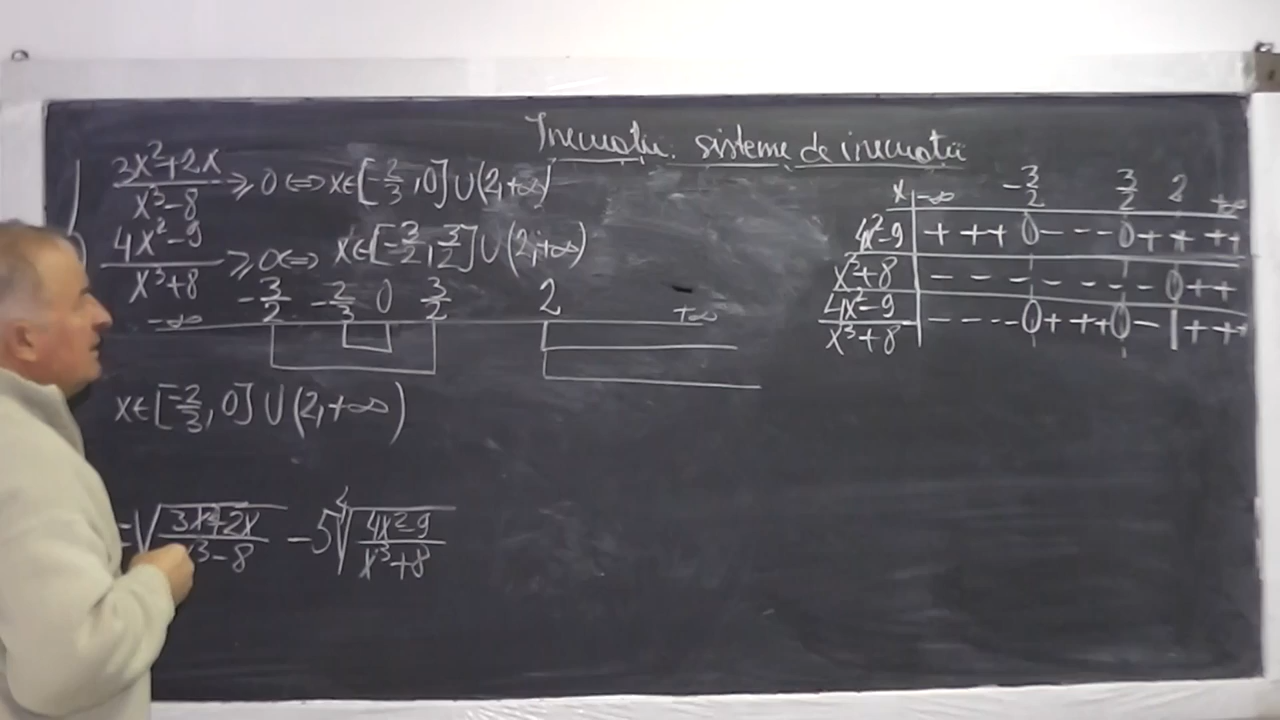 Inecuații. sisteme de inecuații
3x²+2x / x³-8 ⩾ 0 ⇔ x∈[-2/3, 0] ∪ (2, +∞)
4x²-9 / x³+8 ⩾ 0 ⇔ x∈[-3/2, 3/2] ∪ (2, +∞)
-∞ -3/2 -2/3 0 3/2 2 +∞
x∈[-2/3, 0] ∪ (2, +∞)
=√(3x²+2x / x³-8) - 5 ∜(4x²-9 / x³+8)
x | -∞ -3/2 3/2 2 +∞
4x²-9 | + + + 0 - - - 0 + + + +
x³+8 | - - - - - - - - 0 + +
4x²-9 / x³+8 | - - - - 0 + + + 0 - | + +